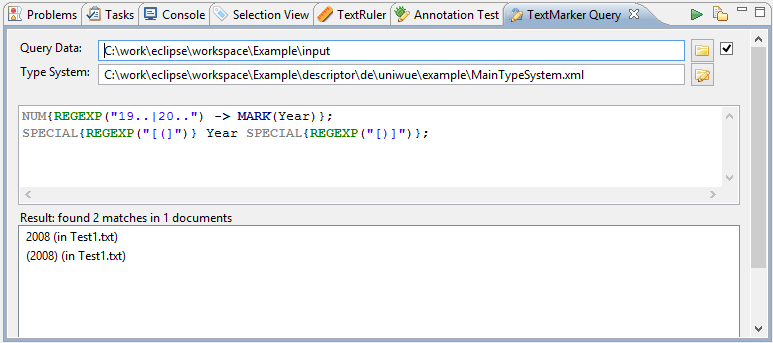 Problems Tasks Console Selection View TextRuler Annotation Test TextMarker Query
Query Data: C:\work\eclipse\workspace\Example\input
Type System: C:\work\eclipse\workspace\Example\descriptor\de\uniwue\example\MainTypeSystem.xml
NUM{REGEXP("19..|20..") -> MARK(Year)};
SPECIAL{REGEXP("[(]")} Year SPECIAL{REGEXP("[)]")};
Result: found 2 matches in 1 documents
2008 (in Test1.txt)
(2008) (in Test1.txt)